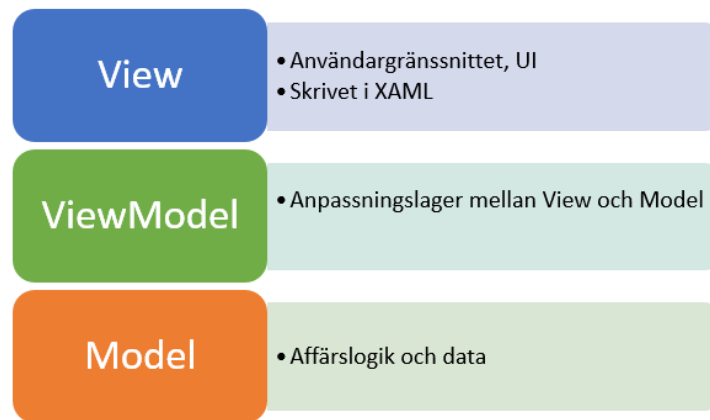 View
• Användargränssnittet, UI
• Skrivet i XAML
ViewModel
• Anpassningslager mellan View och Model
Model
• Affärslogik och data